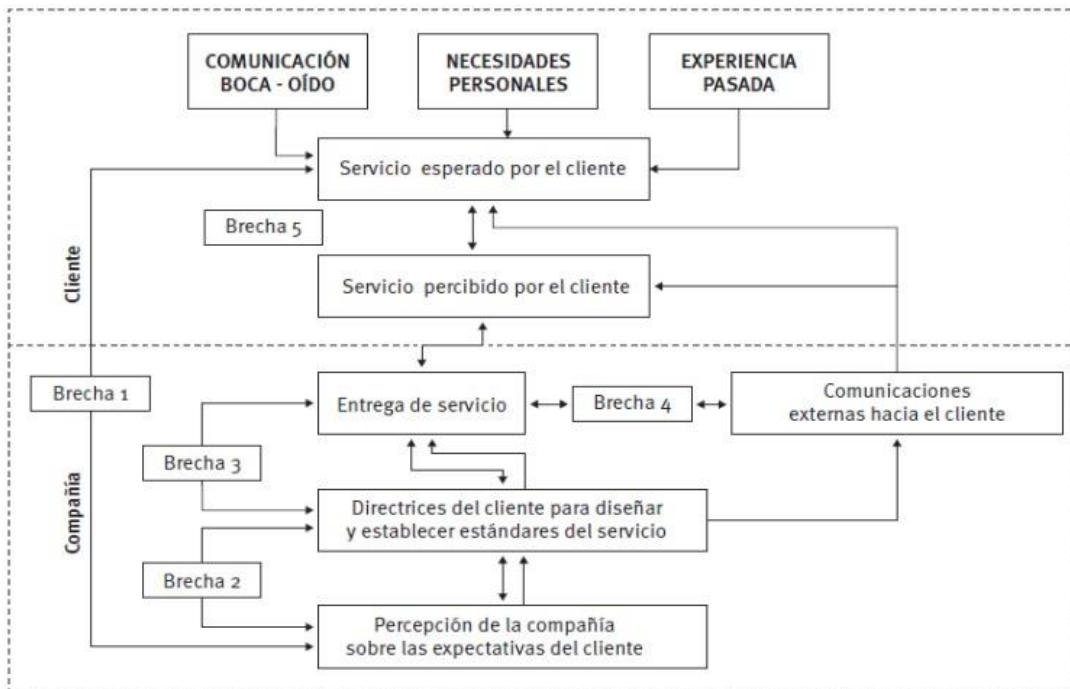 COMUNICACIÓN
BOCA - OÍDO
NECESIDADES
PERSONALES
EXPERIENCIA
PASADA
Servicio esperado por el cliente
Brecha 5
Servicio percibido por el cliente
Cliente
Brecha 1
Entrega de servicio
Brecha 4
Comunicaciones
externas hacia el cliente
Brecha 3
Compañía
Directrices del cliente para diseñar
y establecer estándares del servicio
Brecha 2
Percepción de la compañía
sobre las expectativas del cliente